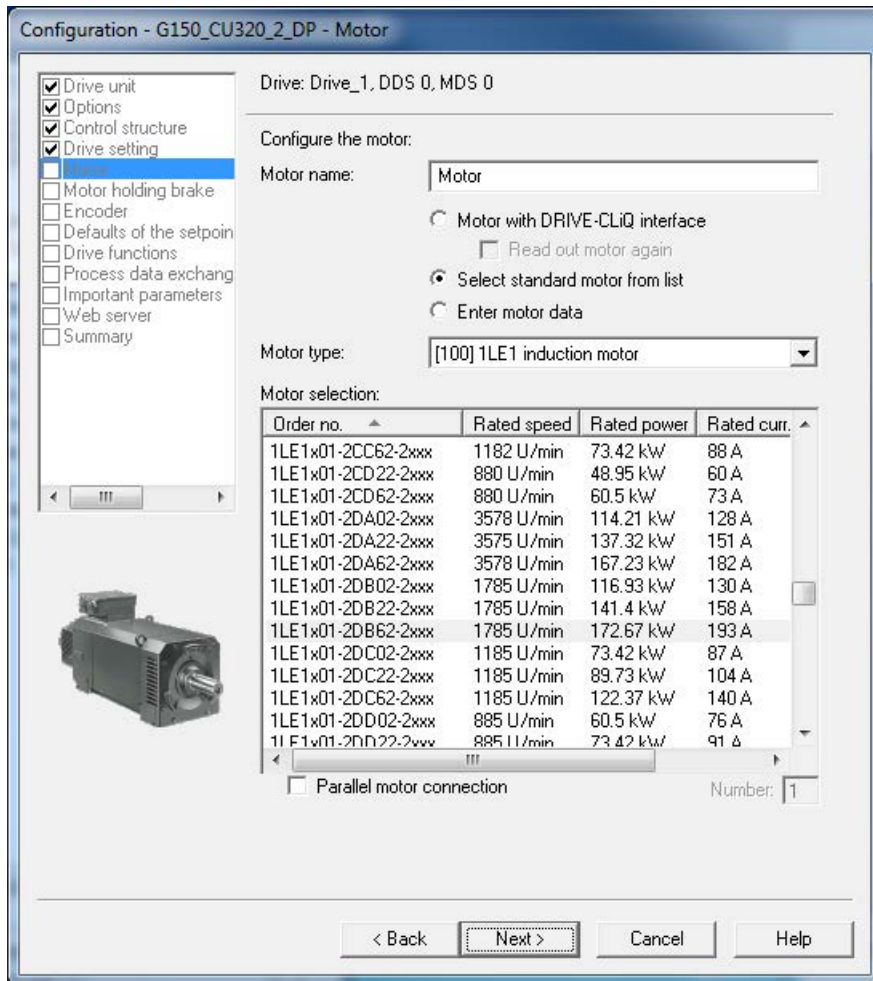 Configuration - G150_CU320_2_DP - Motor
Drive unit
Options
Control structure
Drive setting
Motor holding brake
Encoder
Defaults of the setpoin
Drive functions
Process data exchang
Important parameters
Web server
Summary
Drive: Drive_1, DDS 0, MDS 0
Configure the motor:
Motor name: Motor
Motor with DRIVE-CLiQ interface
Read out motor again
Select standard motor from list
Enter motor data
Motor type: [100] 1LE1 induction motor
Motor selection:
Order no. Rated speed Rated power Rated curr.
1LE1x01-2CC62-2xxx 1182 U/min 73.42 kW 88 A
1LE1x01-2CD22-2xxx 880 U/min 48.95 kW 60 A
1LE1x01-2CD62-2xxx 880 U/min 60.5 kW 73 A
1LE1x01-2DA02-2xxx 3578 U/min 114.21 kW 128 A
1LE1x01-2DA22-2xxx 3575 U/min 137.32 kW 151 A
1LE1x01-2DA62-2xxx 3578 U/min 167.23 kW 182 A
1LE1x01-2DB02-2xxx 1785 U/min 116.93 kW 130 A
1LE1x01-2DB22-2xxx 1785 U/min 141.4 kW 158 A
1LE1x01-2DB62-2xxx 1785 U/min 172.67 kW 193 A
1LE1x01-2DC02-2xxx 1185 U/min 73.42 kW 87 A
1LE1x01-2DC22-2xxx 1185 U/min 89.73 kW 104 A
1LE1x01-2DC62-2xxx 1185 U/min 122.37 kW 140 A
1LE1x01-2DD02-2xxx 885 U/min 60.5 kW 76 A
1LE1x01-2DD22-2xxx 885 U/min 73.42 kW 91 A
Parallel motor connection Number: 1
< Back Next > Cancel Help